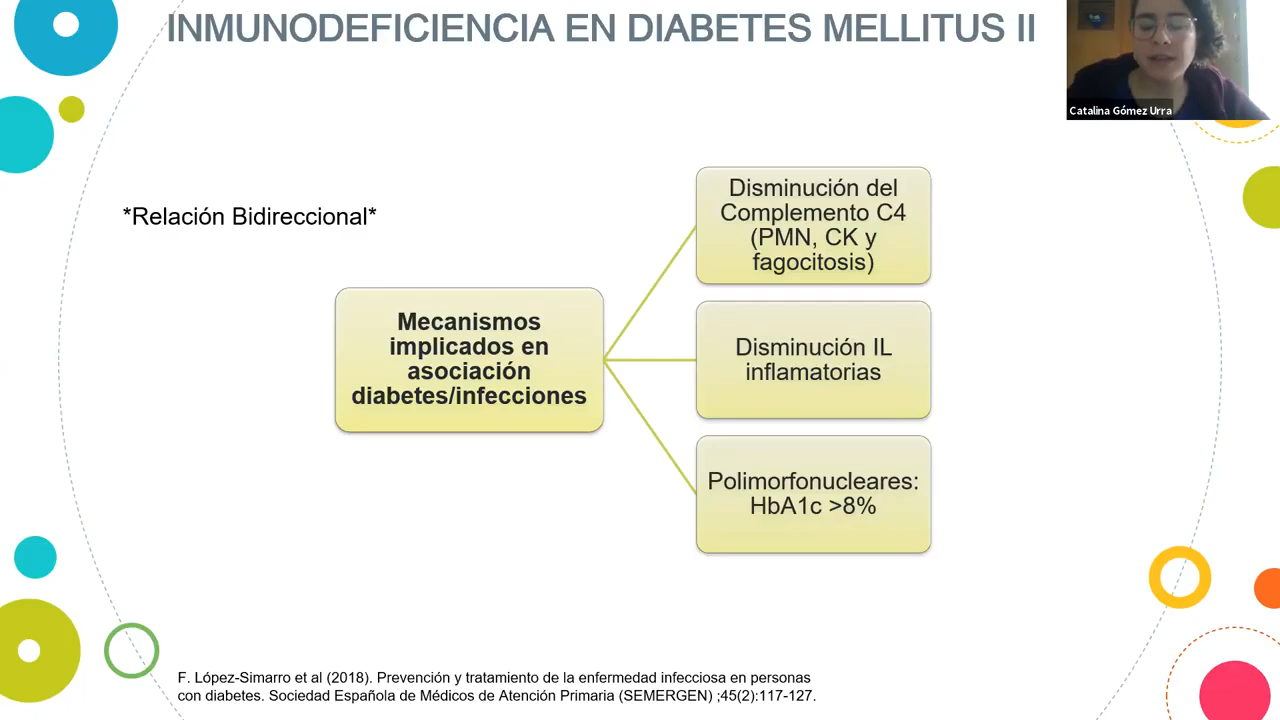 INMUNODEFICIENCIA EN DIABETES MELLITUS II
Catalina Gómez Urra
*Relación Bidireccional*
Mecanismos
implicados en
asociación
diabetes/infecciones
Disminución del
Complemento C4
(PMN, CK y
fagocitosis)
Disminución IL
inflamatorias
Polimorfonucleares:
HbA1c >8%
F. López-Simarro et al (2018). Prevención y tratamiento de la enfermedad infecciosa en personas
con diabetes. Sociedad Española de Médicos de Atención Primaria (SEMERGEN) ;45(2):117-127.